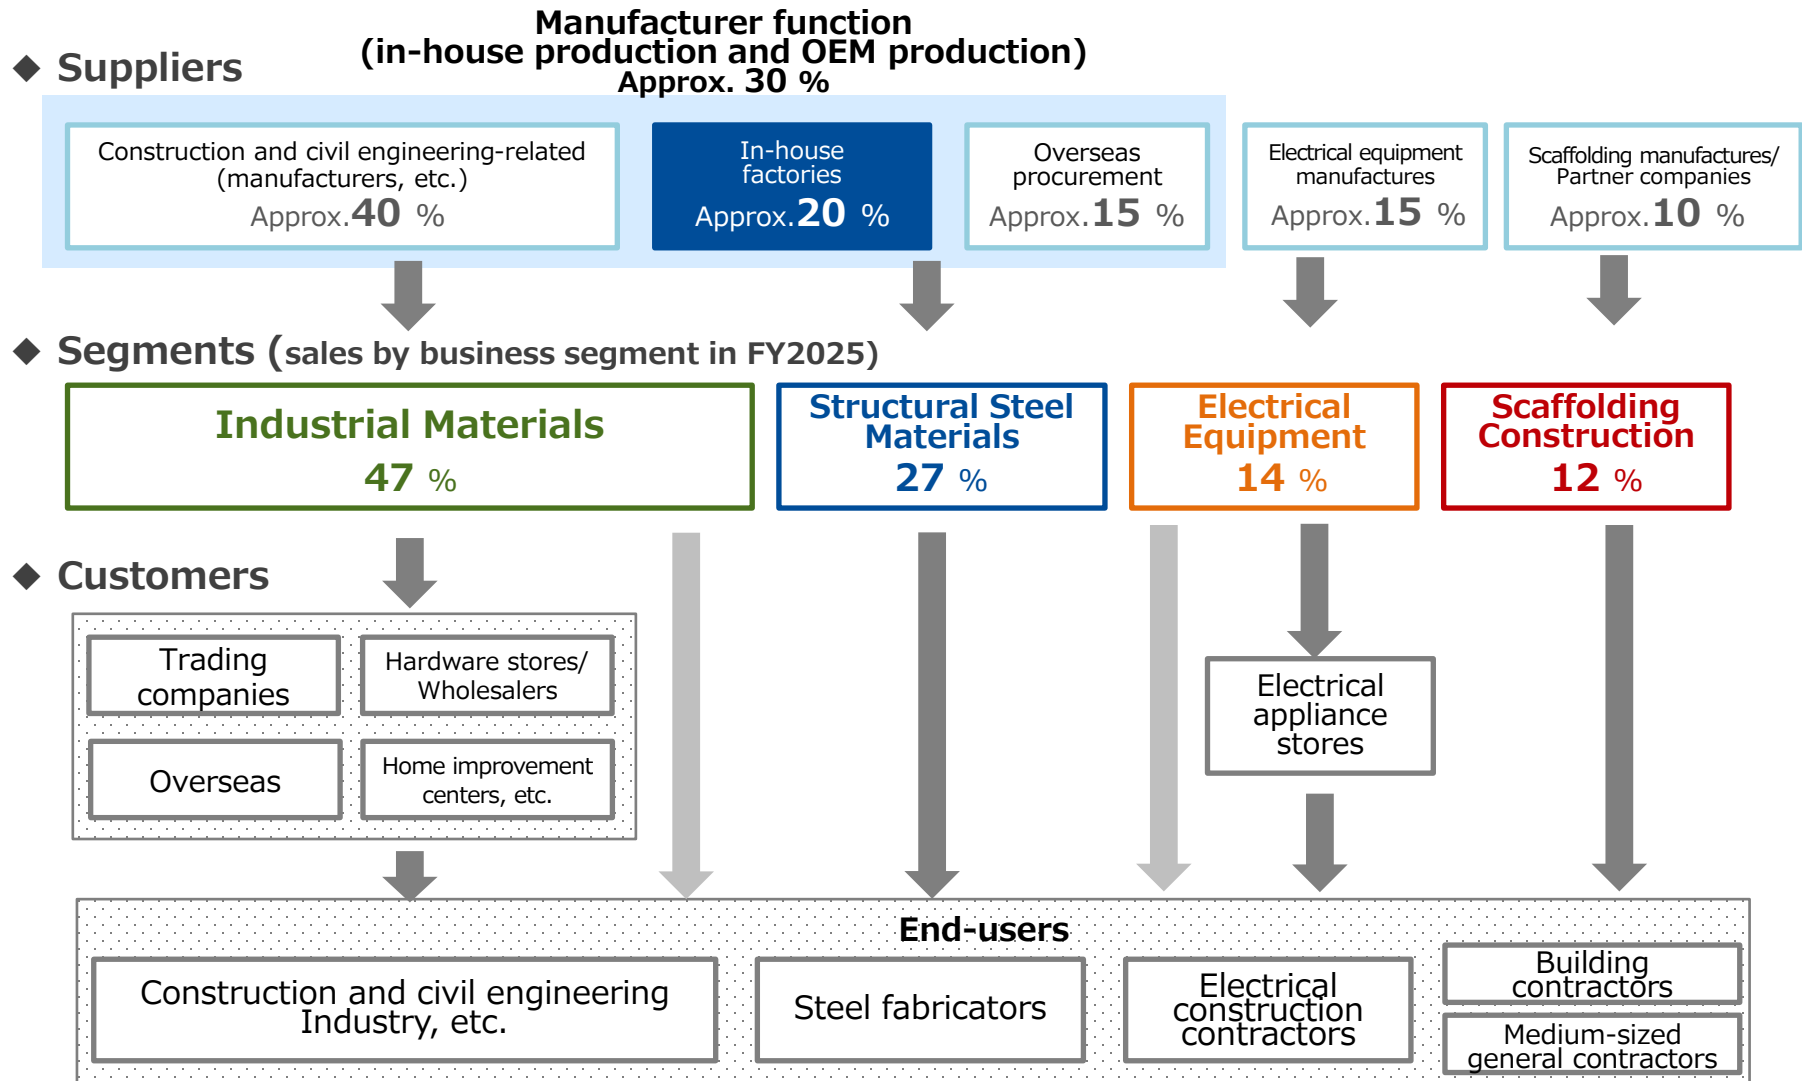 Manufacturer function
(in-house production and OEM production)
Approx. 30 %
◆ Suppliers
Construction and civil engineering-related
(manufacturers, etc.)
Approx.40 %
In-house
factories
Approx.20 %
Overseas
procurement
Approx.15 %
Electrical equipment
manufactures
Approx.15 %
Scaffolding manufactures/
Partner companies
Approx.10 %
◆ Segments (sales by business segment in FY2025)
Industrial Materials
47 %
Structural Steel
Materials
27 %
Electrical
Equipment
14 %
Scaffolding
Construction
12 %
◆ Customers
Trading
companies
Hardware stores/
Wholesalers
Overseas
Home improvement
centers, etc.
Electrical
appliance
stores
End-users
Construction and civil engineering
Industry, etc.
Steel fabricators
Electrical
construction
contractors
Building
contractors
Medium-sized
general contractors